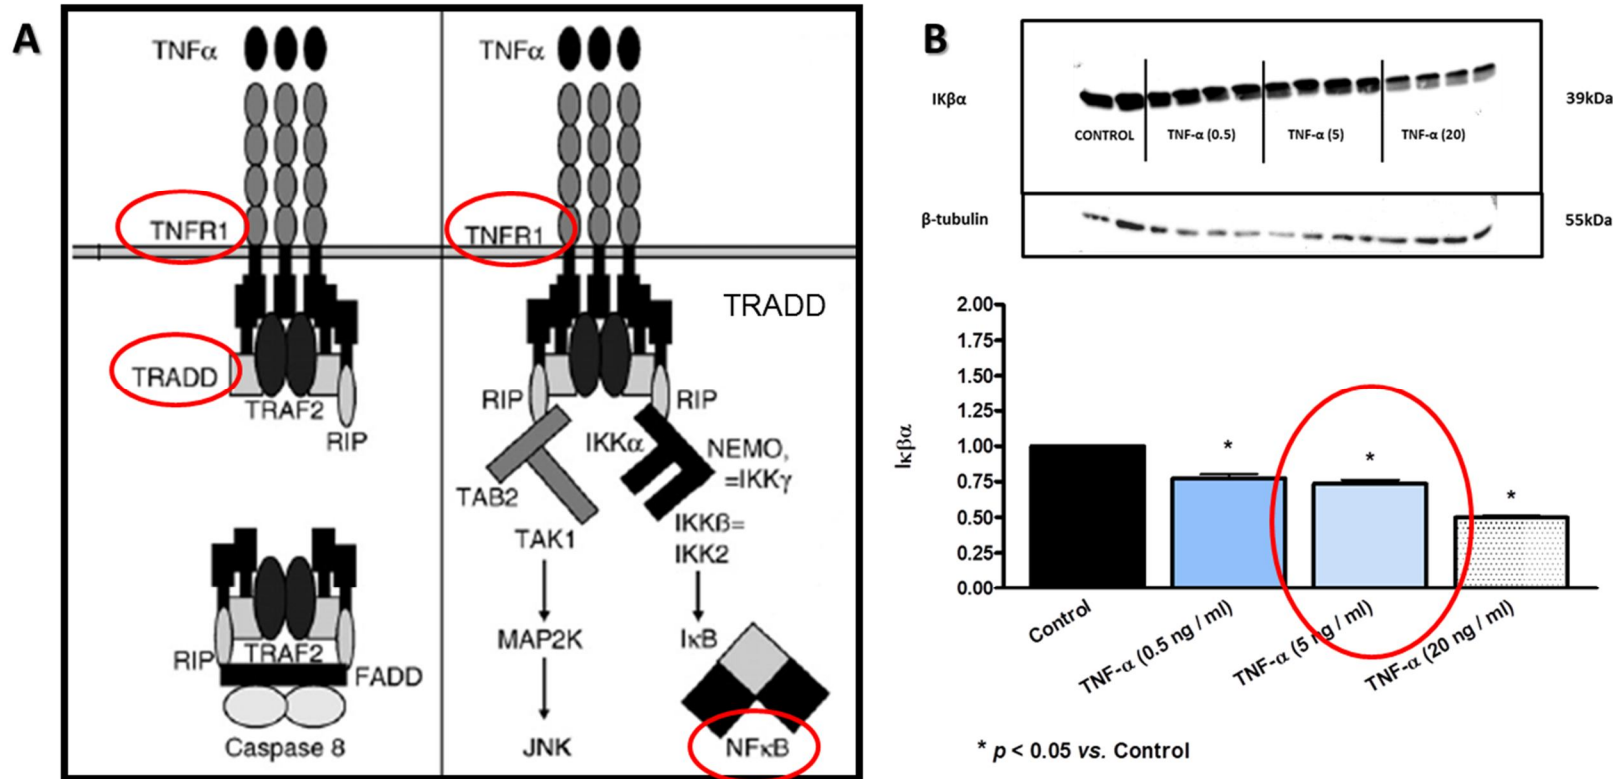 A
TNFα
TNFα
TNFR1
TNFR1
TRADD
TRADD
TRAF2
RIP
RIP
RIP
IKKα
NEMO,
=IKKγ
TAB2
TAK1
IKKß=
IKK2
MAP2K
IκB
RIP
TRAF2
FADD
Caspase 8
JNK
NFκB
B
IKβα
39kDa
CONTROL
TNF-α (0.5)
TNF-α (5)
TNF-α (20)
β-tubulin
55kDa
2.00
1.75
1.50
1.25
1.00
0.75
0.50
0.25
0.00
Iκβα
*
*
*
Control
TNF-α (0.5 ng / ml)
TNF-α (5 ng / ml)
TNF-α (20 ng / ml)
* p < 0.05 vs. Control